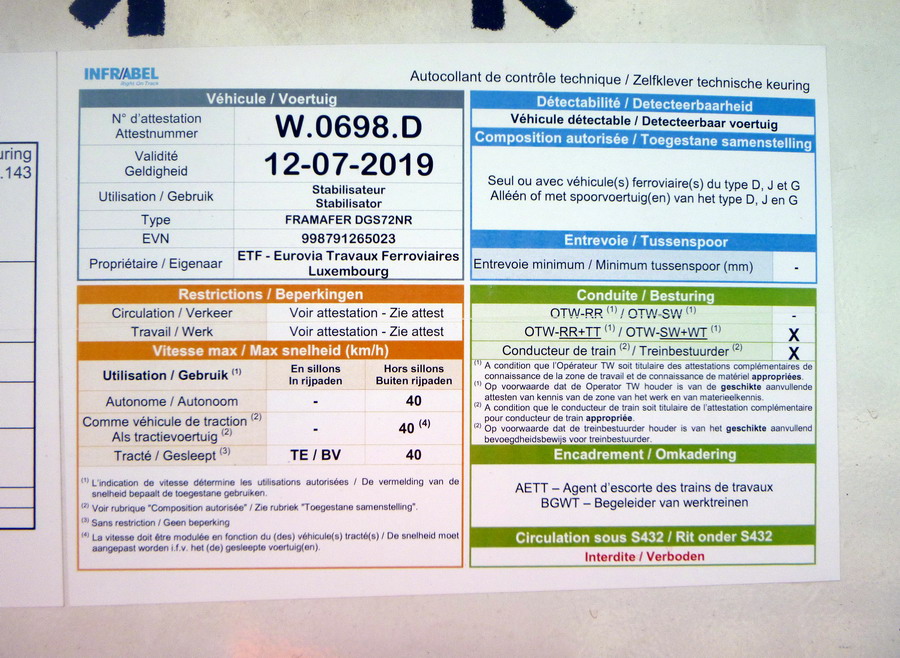 uring
.143
INFRABEL
Right On Track
Autocollant de contrôle technique / Zelfklever technische keuring
Véhicule / Voertuig
N° d'attestation
Attestnummer
W.0698.D
Validité
Geldigheid
12-07-2019
Utilisation / Gebruik
Stabilisateur
Stabilisator
Type
FRAMAFER DGS72NR
EVN
998791265023
Propriétaire / Eigenaar
ETF - Eurovia Travaux Ferroviaires
Luxembourg
Restrictions / Beperkingen
Circulation / Verkeer
Voir attestation - Zie attest
Travail / Werk
Voir attestation - Zie attest
Vitesse max / Max snelheid (km/h)
Utilisation / Gebruik (1)
En sillons
In rijpaden
Hors sillons
Buiten rijpaden
Autonome / Autonoom
-
40
Comme véhicule de traction (2)
Als tractievoertuig (2)
-
40 (4)
Tracté / Gesleept (3)
TE / BV
40
(1) L'indication de vitesse détermine les utilisations autorisées / De vermelding van de
snelheid bepaalt de toegestane gebruiken.
(2) Voir rubrique "Composition autorisée" / Zie rubriek "Toegestane samenstelling".
(3) Sans restriction / Geen beperking
(4) La vitesse doit être modulée en fonction du (des) véhicule(s) tracté(s) / De snelheid moet
aangepast worden i.f.v. het (de) gesleepte voertuig(en).
Détectabilité / Detecteerbaarheid
Véhicule détectable / Detecteerbaar voertuig
Composition autorisée / Toegestane samenstelling
Seul ou avec véhicule(s) ferroviaire(s) du type D, J et G
Alléén of met spoorvoertuig(en) van het type D, J en G
Entrevoie / Tussenspoor
Entrevoie minimum / Minimum tussenspoor (mm)
-
Conduite / Besturing
OTW-RR (1) / OTW-SW (1)
-
OTW-RR+TT (1) / OTW-SW+WT (1)
X
Conducteur de train (2) / Treinbestuurder (2)
X
(1) A condition que l'Opérateur TW soit titulaire des attestations complémentaires de
connaissance de la zone de travail et de connaissance de matériel appropriées.
(1) Op voorwaarde dat de Operator TW houder is van de geschikte aanvullende
attesten van kennis van de zone van het werk en van materieelkennis.
(2) A condition que le conducteur de train soit titulaire de l'attestation complémentaire
pour conducteur de train appropriée.
(2) Op voorwaarde dat de treinbestuurder houder is van het geschikte aanvullend
bevoegdheidsbewijs voor treinbestuurder.
Encadrement / Omkadering
AETT – Agent d'escorte des trains de travaux
BGWT – Begeleider van werktreinen
Circulation sous S432 / Rit onder S432
Interdite / Verboden